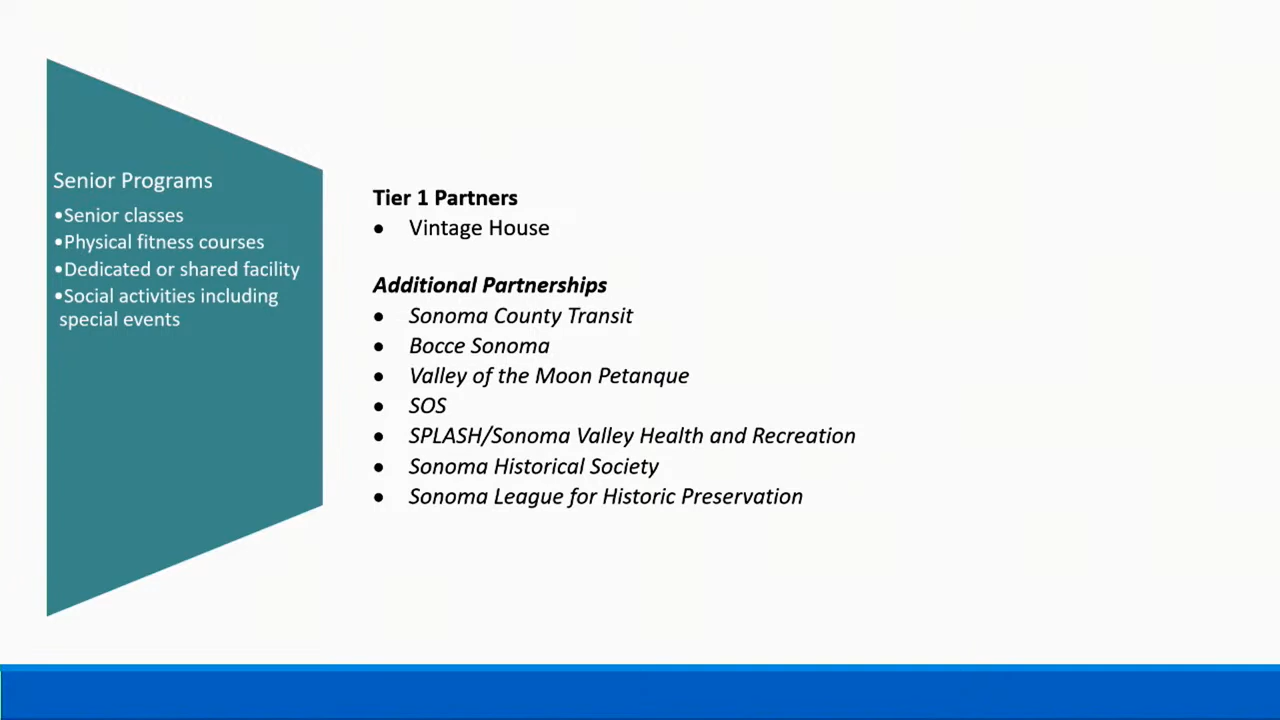 Senior Programs
•Senior classes
•Physical fitness courses
•Dedicated or shared facility
•Social activities including
special events
Tier 1 Partners
● Vintage House
Additional Partnerships
● Sonoma County Transit
● Bocce Sonoma
● Valley of the Moon Petanque
● SOS
● SPLASH/Sonoma Valley Health and Recreation
● Sonoma Historical Society
● Sonoma League for Historic Preservation